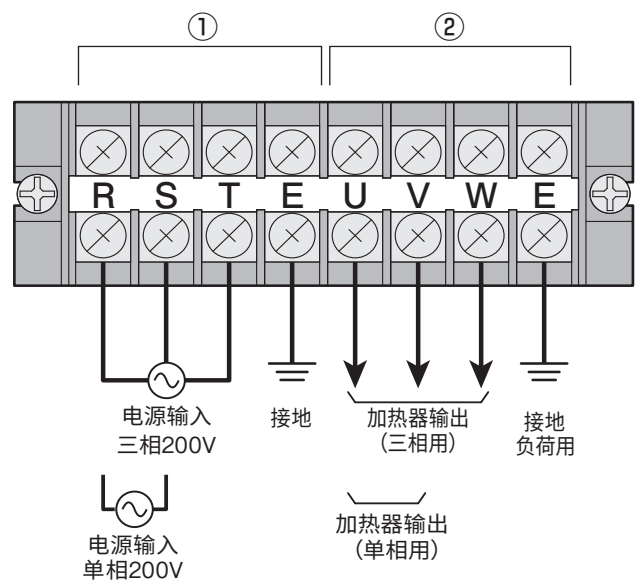 ① ②
R S T E U V W E
电源输入
三相200V
接地
加热器输出
（三相用）
接地
负荷用
电源输入
单相200V
加热器输出
（单相用）